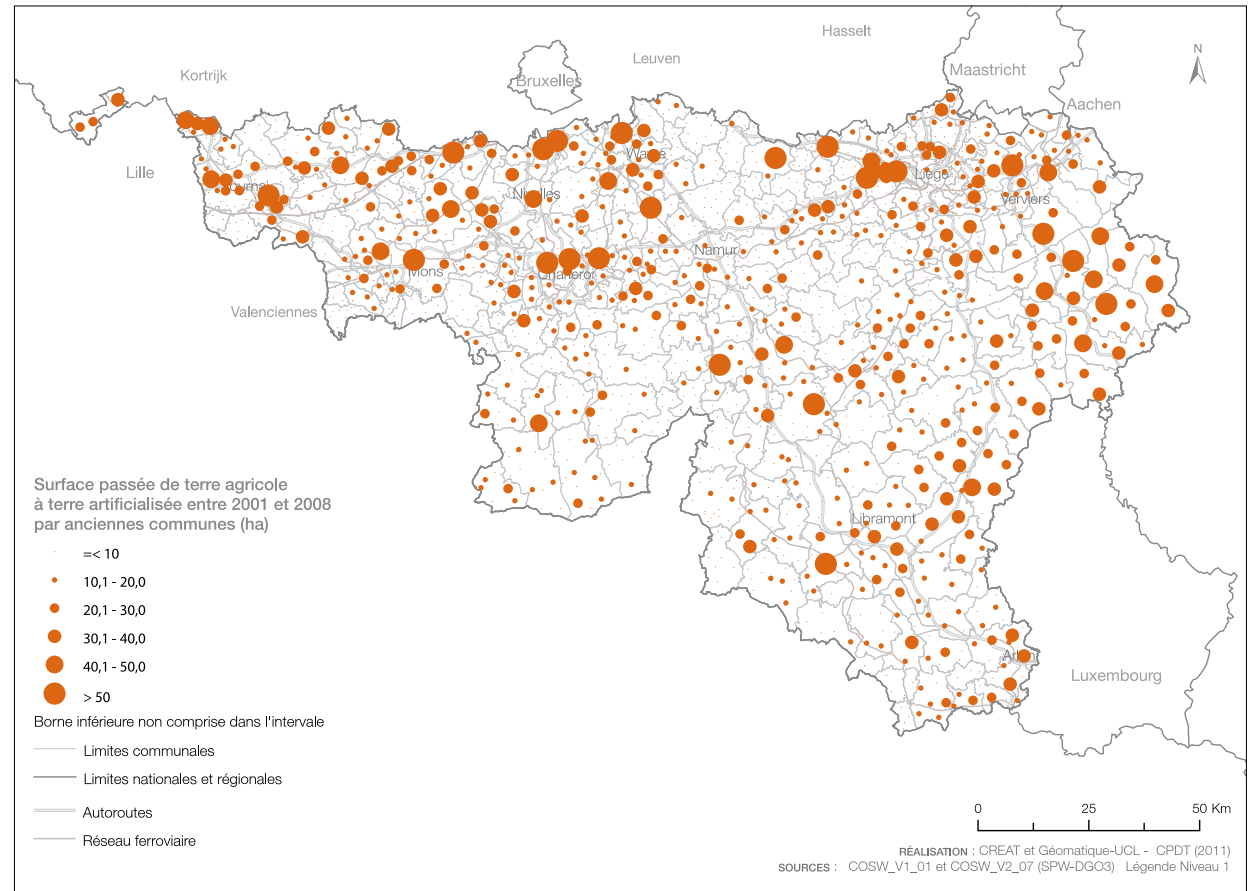 Hasselt
Kortrijk
Leuven
N
Bruxelles
Maastricht
Aachen
Lille
Wavre
Liège
Tournai
Nivelles
Verviers
Namur
Mons
Charleroi
Valenciennes
Surface passée de terre agricole
à terre artificialisée entre 2001 et 2008
par anciennes communes (ha)
=< 10
10,1 - 20,0
20,1 - 30,0
30,1 - 40,0
40,1 - 50,0
> 50
Borne inférieure non comprise dans l'intervale
Limites communales
Limites nationales et régionales
Autoroutes
Réseau ferroviaire
Libramont
Arlon
Luxembourg
0 25 50 Km
RÉALISATION : CREAT et Géomatique-UCL - CPDT (2011)
SOURCES : COSW_V1_01 et COSW_V2_07 (SPW-DGO3) Légende Niveau 1